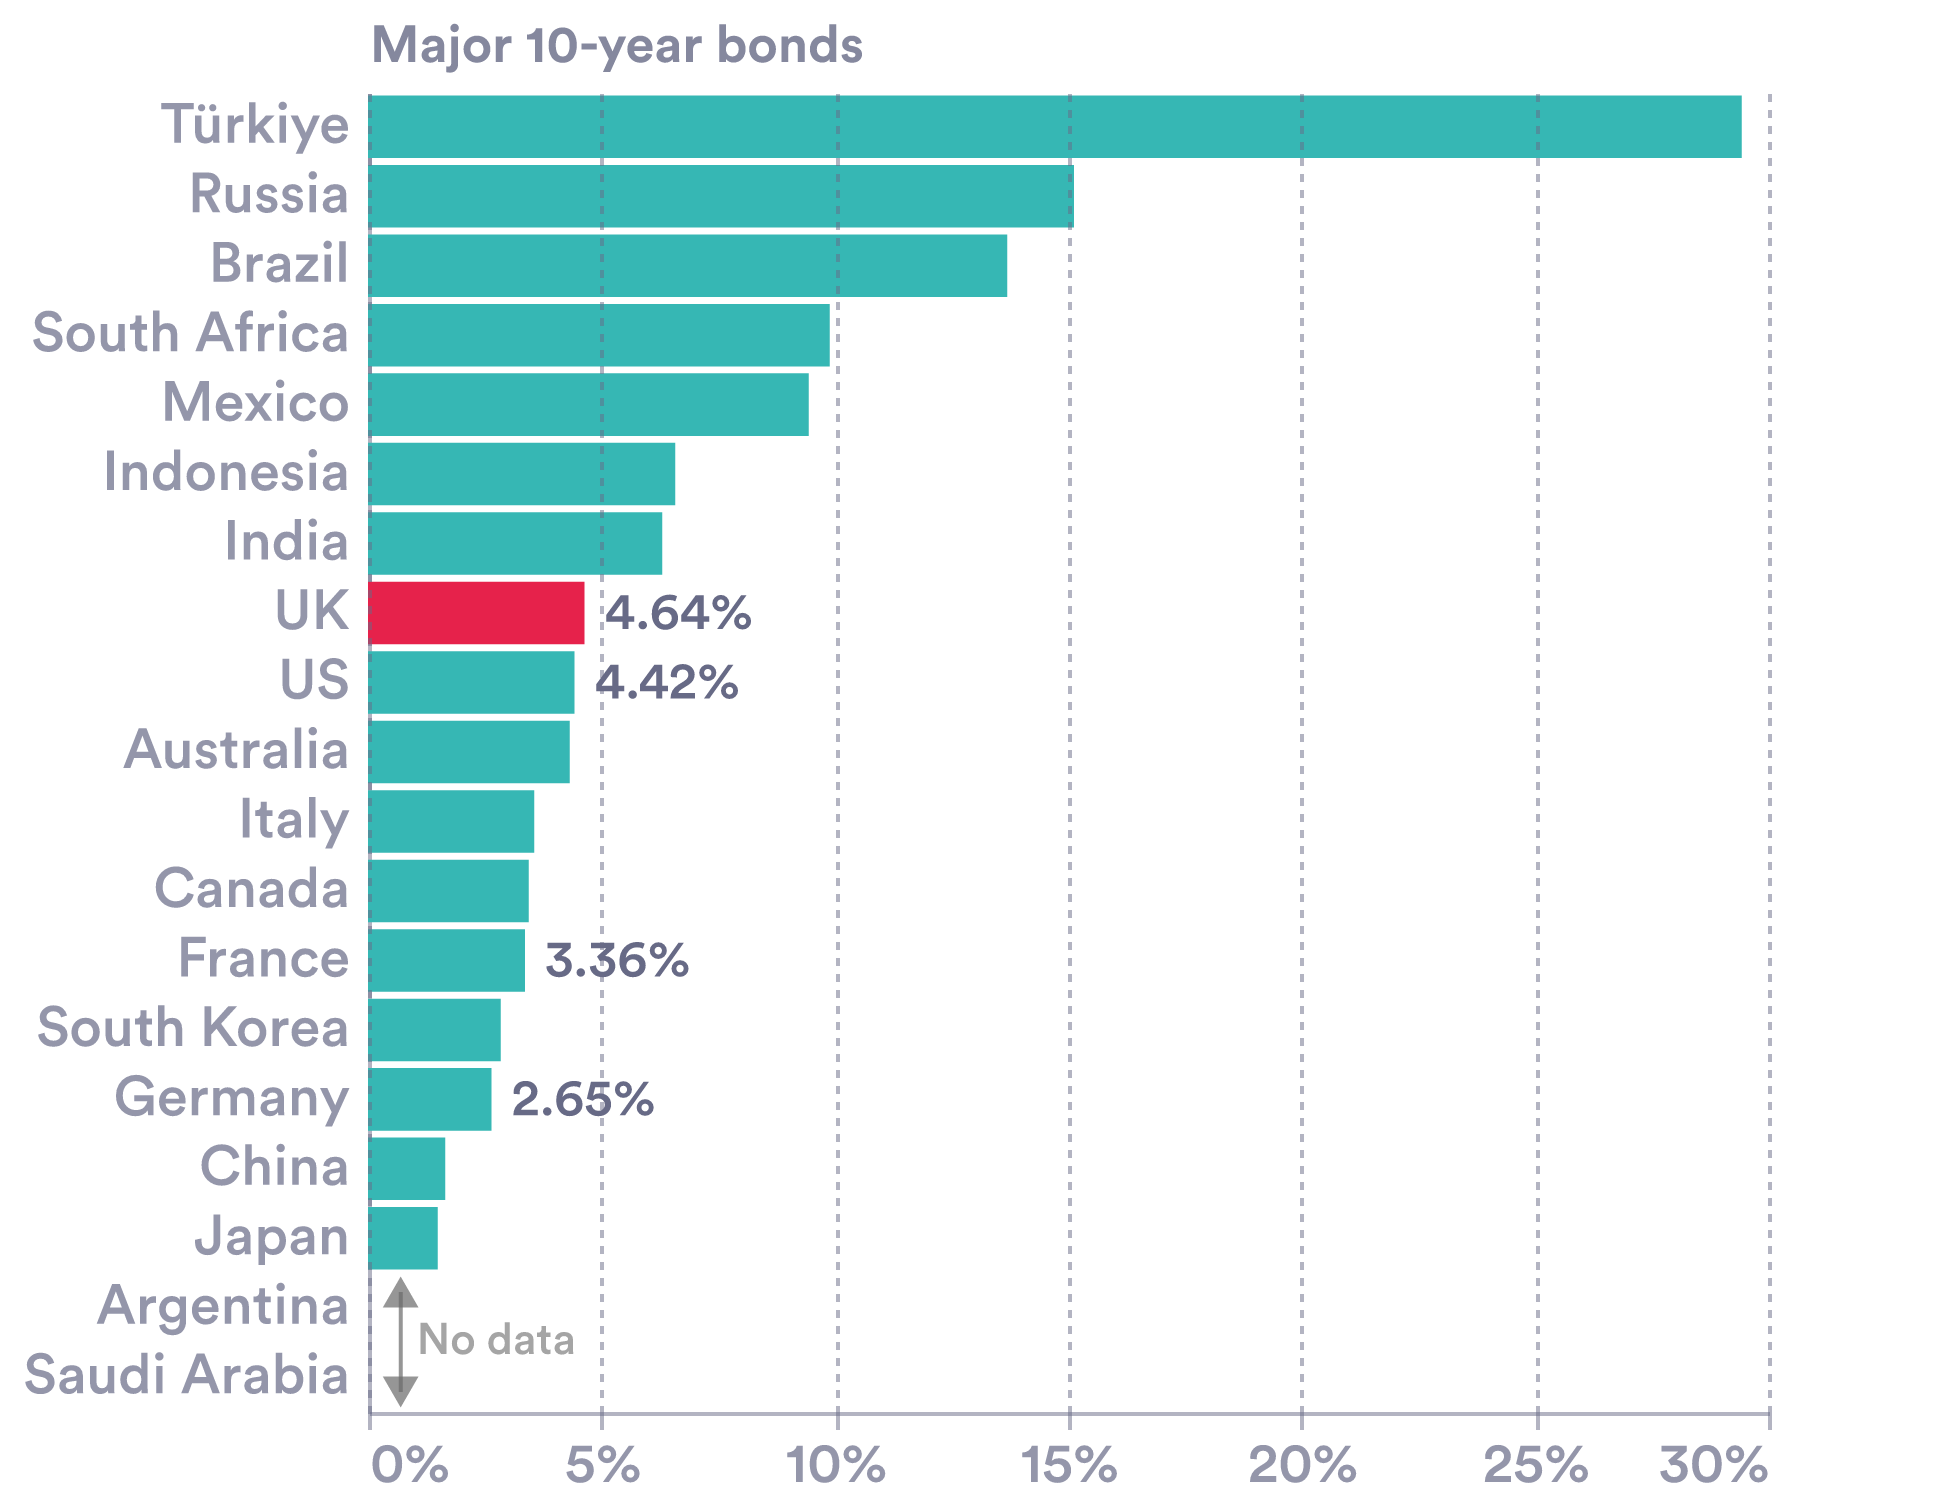 Major 10-year bonds
Türkiye
Russia
Brazil
South Africa
Mexico
Indonesia
India
UK 4.64%
US 4.42%
Australia
Italy
Canada
France 3.36%
South Korea
Germany 2.65%
China
Japan
Argentina
No data
Saudi Arabia
0% 5% 10% 15% 20% 25% 30%